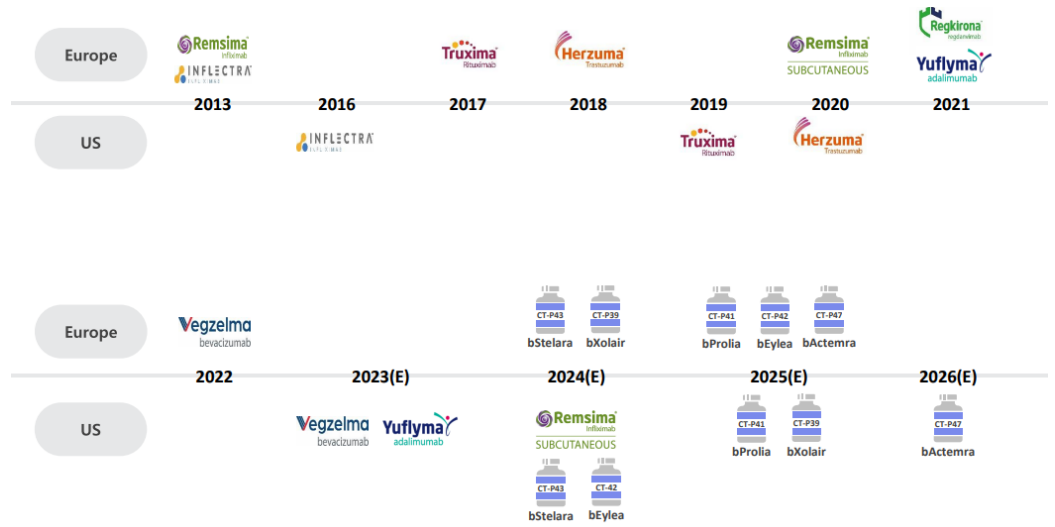 Europe
Remsima
Infliximab
INFLECTRA
Truxima
Rituximab
Herzuma
Trastuzumab
Remsima
Infliximab
SUBCUTANEOUS
Regkirona
regdanvimab
Yuflyma
adalimumab
2013 2016 2017 2018 2019 2020 2021
US
INFLECTRA
Truxima
Rituximab
Herzuma
Trastuzumab
Europe
Vegzelma
bevacizumab
CT-P43 CT-P39 CT-P41 CT-P42 CT-P47
bStelara bXolair bProlia bEylea bActemra
2022 2023(E) 2024(E) 2025(E) 2026(E)
US
Vegzelma
bevacizumab
Yuflyma
adalimumab
Remsima
Infliximab
SUBCUTANEOUS
CT-P41 CT-P39 CT-P47
bProlia bXolair bActemra
CT-P43 CT-42
bStelara bEylea